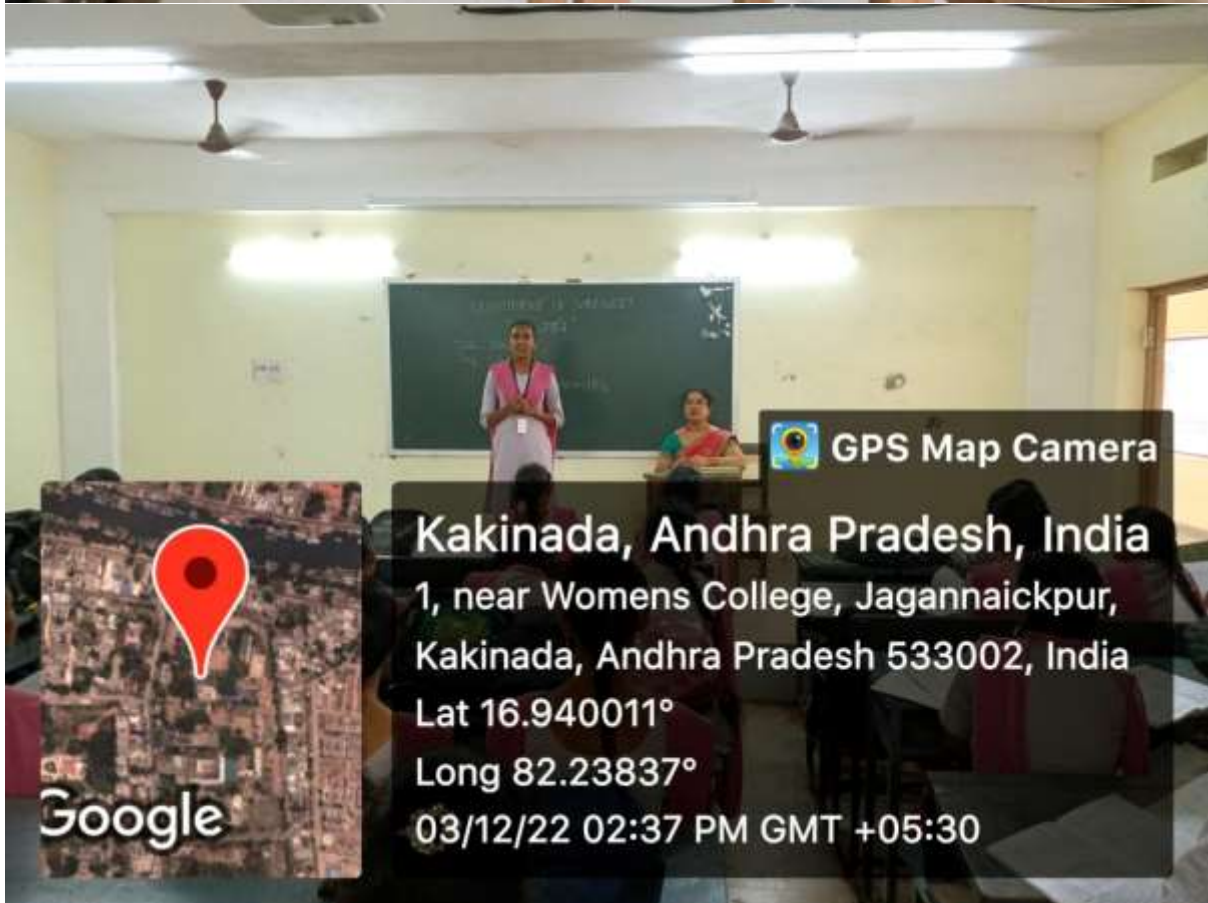 GPS Map Camera
Kakinada, Andhra Pradesh, India
1, near Womens College, Jagannaickpur,
Kakinada, Andhra Pradesh 533002, India
Lat 16.940011°
Long 82.23837°
03/12/22 02:37 PM GMT +05:30
Google